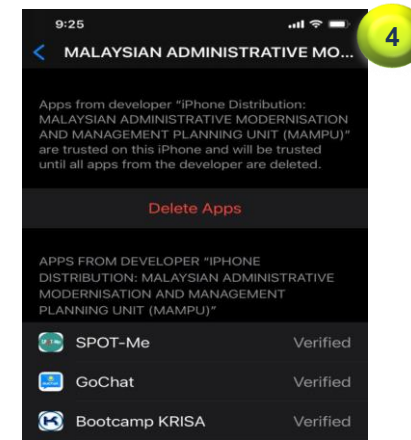 9:25
4
MALAYSIAN ADMINISTRATIVE MO...
Apps from developer "iPhone Distribution:
MALAYSIAN ADMINISTRATIVE MODERNISATION
AND MANAGEMENT PLANNING UNIT (MAMPU)"
are trusted on this iPhone and will be trusted
until all apps from the developer are deleted.
Delete Apps
APPS FROM DEVELOPER "IPHONE
DISTRIBUTION: MALAYSIAN ADMINISTRATIVE
MODERNISATION AND MANAGEMENT
PLANNING UNIT (MAMPU)"
SPOT-Me Verified
GoChat Verified
Bootcamp KRISA Verified